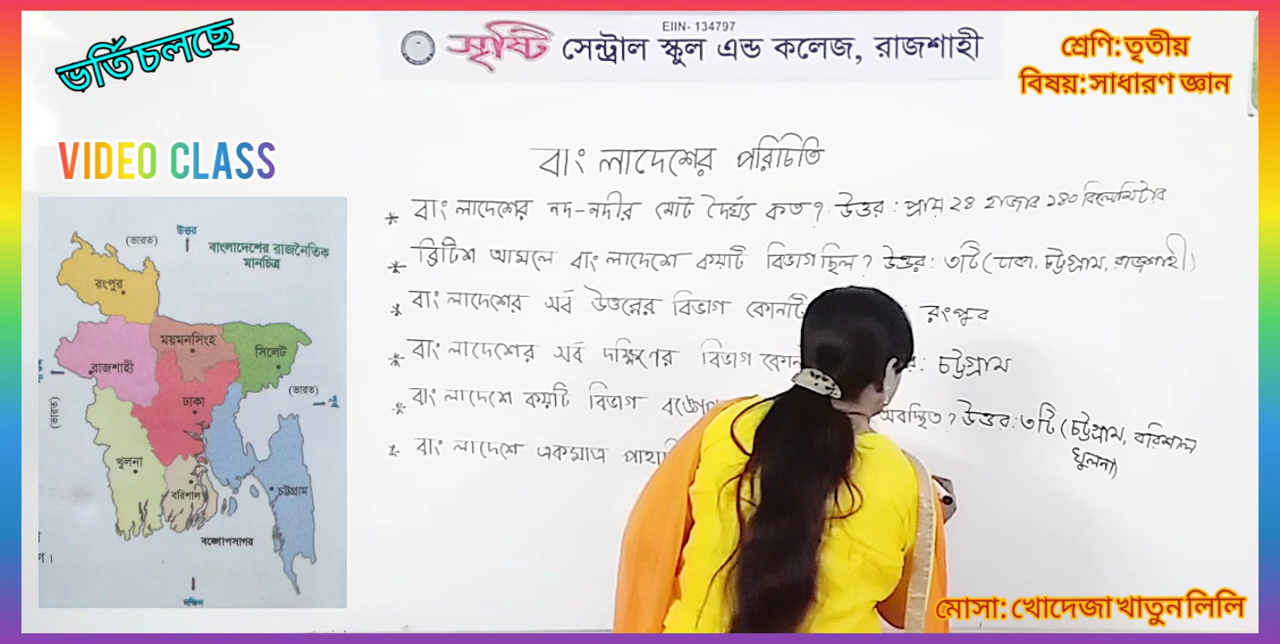 ভর্তি চলছে
EIIN- 134797
সৃষ্টি সেন্ট্রাল স্কুল এন্ড কলেজ, রাজশাহী
শ্রেণি: তৃতীয়
বিষয়: সাধারণ জ্ঞান
VIDEO CLASS
বাংলাদেশের পরিচিতি
* বাংলাদেশের নদ-নদীর মোট দৈর্ঘ্য কত? উত্তর: প্রায় ২৪ হাজার ১৪০ কিলোমিটার
* ব্রিটিশ আমলে বাংলাদেশে কয়টি বিভাগ ছিল? উত্তর: ৩টি (ঢাকা, চট্টগ্রাম, রাজশাহী)
* বাংলাদেশের সর্ব উত্তরের বিভাগ কোনটি রংপুর
* বাংলাদেশের সর্ব দক্ষিণের বিভাগ : চট্টগ্রাম
* বাংলাদেশে কয়টি বিভাগ অবস্থিত? উত্তর: ৩টি (চট্টগ্রাম, বরিশাল
খুলনা)
* বাংলাদেশে একমাত্র
উত্তর
(ভারত)
বাংলাদেশের রাজনৈতিক
মানচিত্র
রংপুর
ময়মনসিংহ
সিলেট
রাজশাহী
(ভারত)
(ভারত)
ঢাকা
খুলনা
বরিশাল
চট্টগ্রাম
বঙ্গোপসাগর
দক্ষিণ
মোসা: খোদেজা খাতুন লিলি